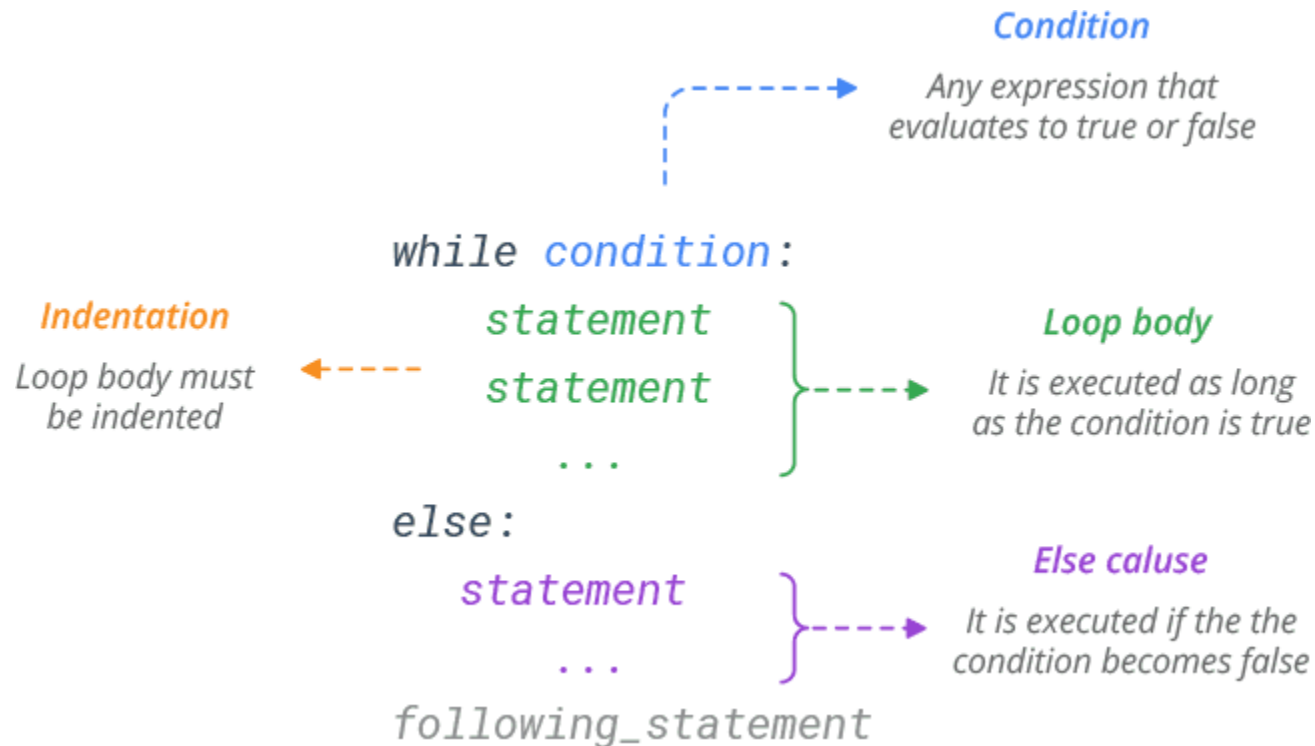 Condition
Any expression that
evaluates to true or false
while condition:
Indentation
Loop body must
be indented
statement
statement
...
Loop body
It is executed as long
as the condition is true
else:
statement
...
Else caluse
It is executed if the the
condition becomes false
following_statement